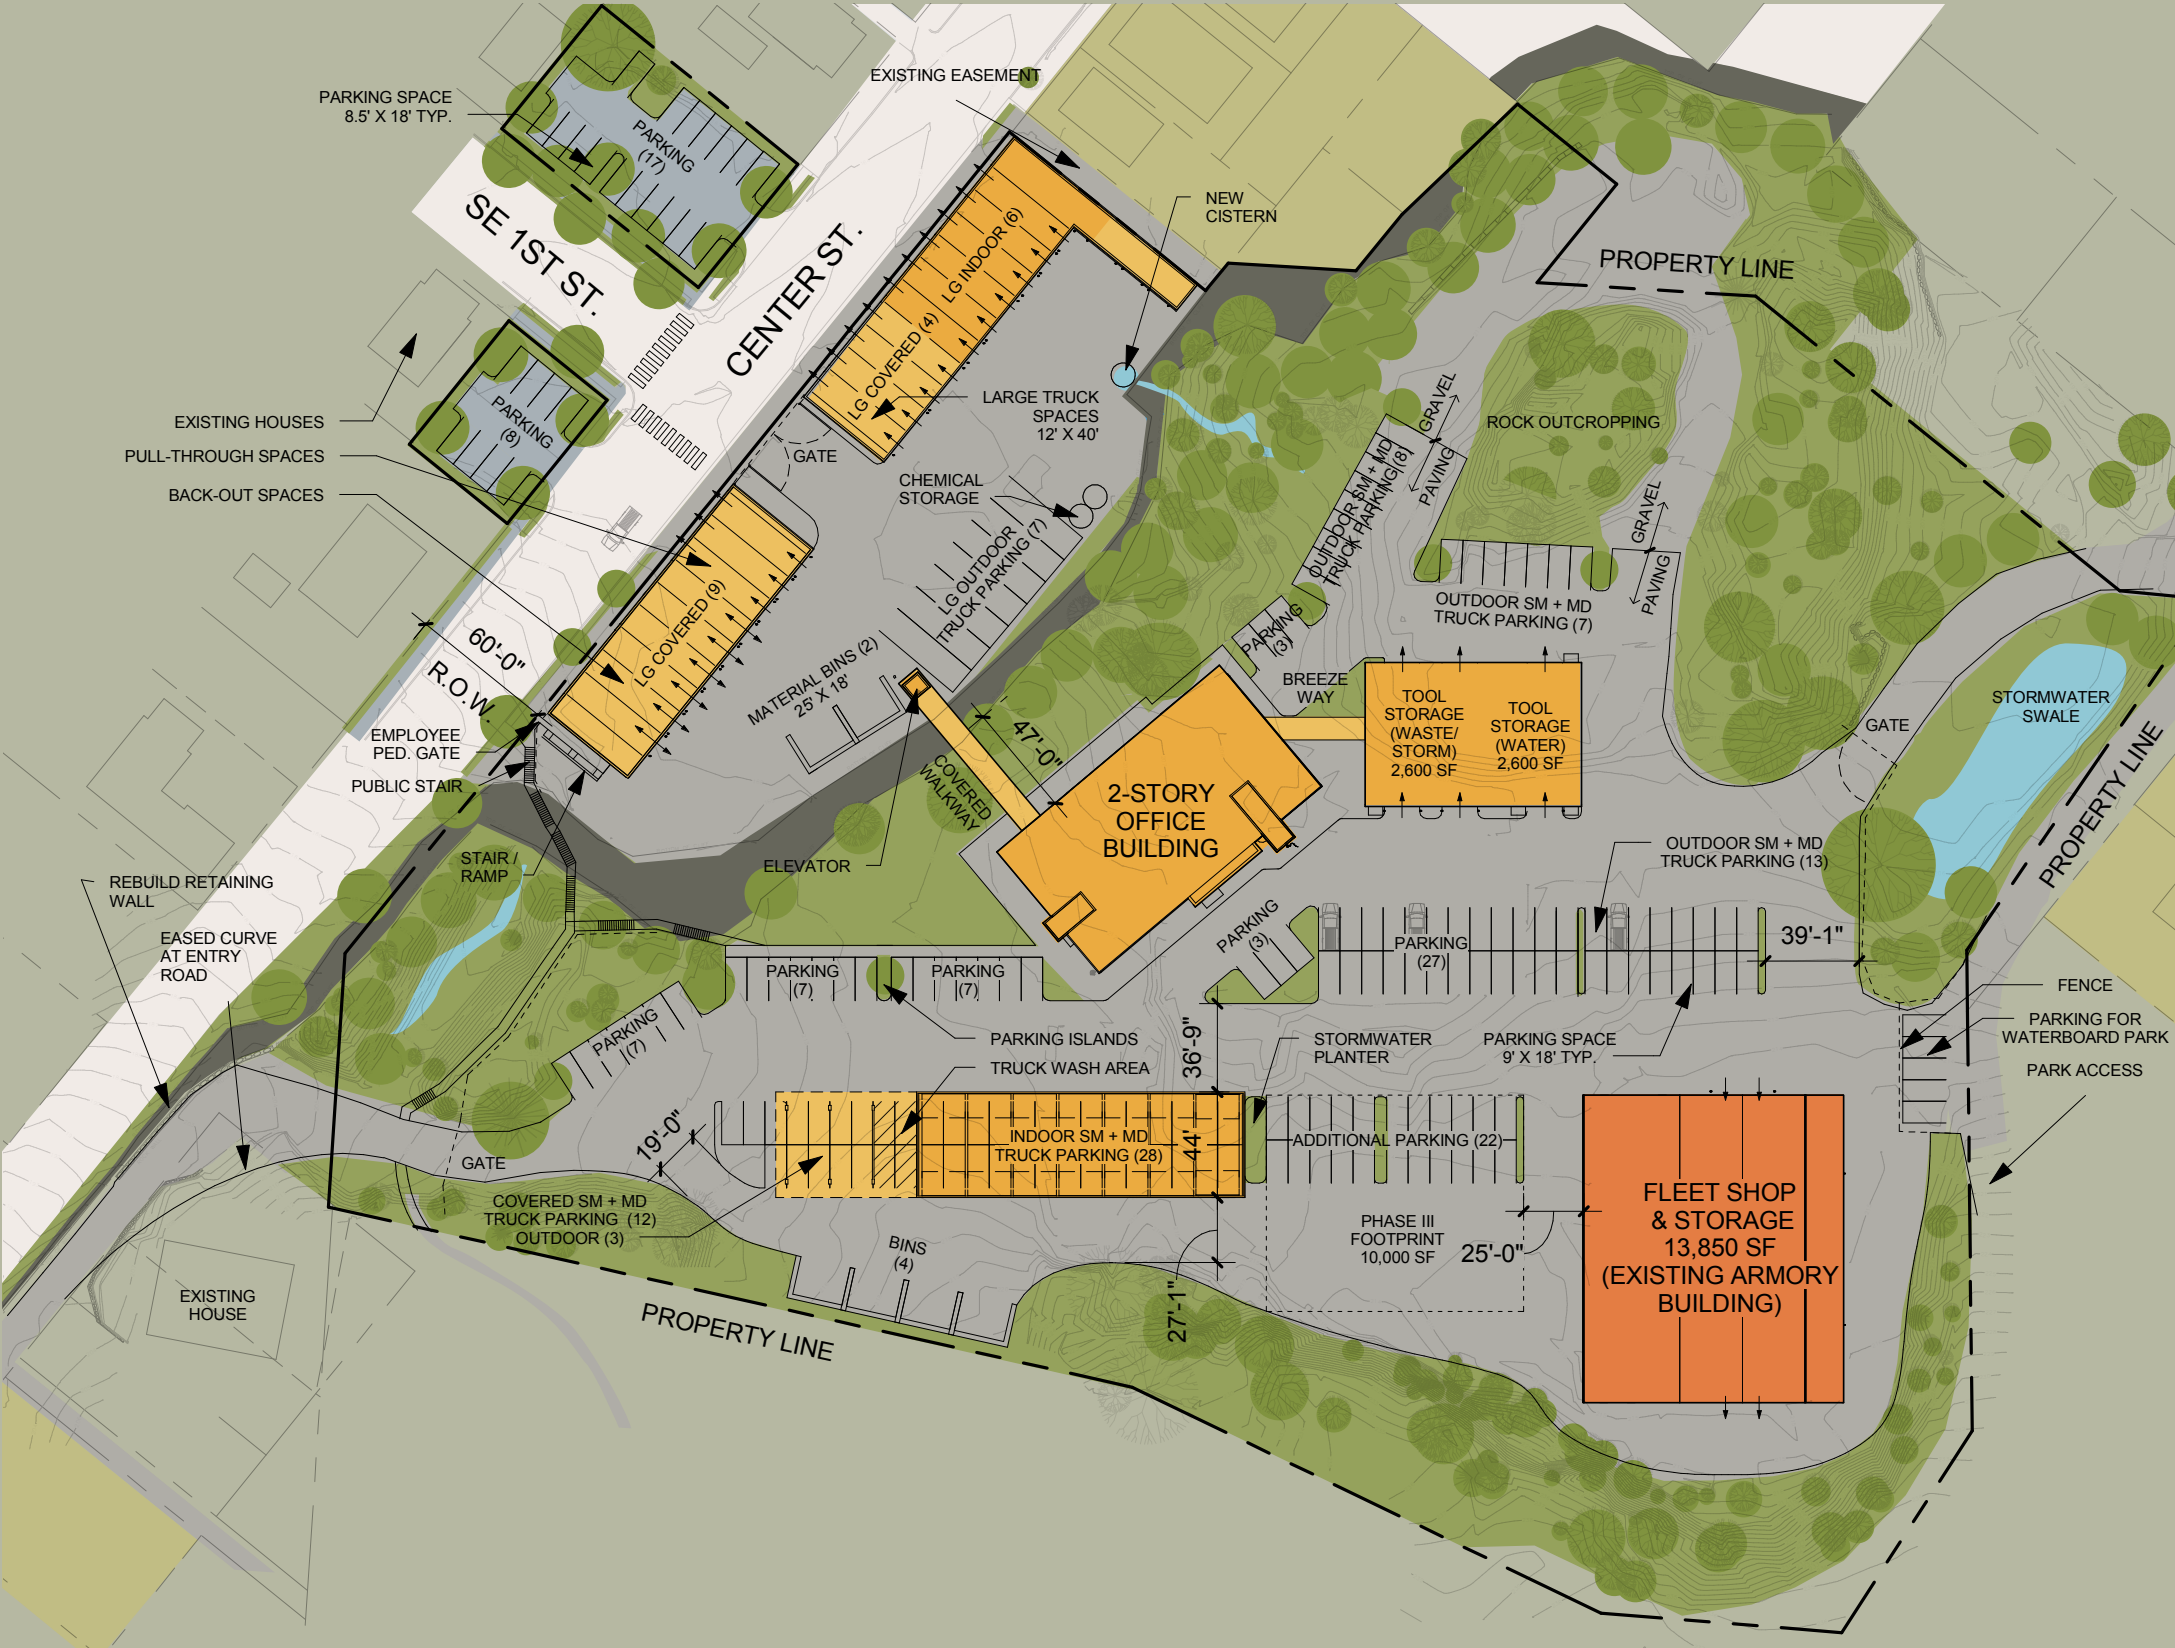 EXISTING EASEMENT
PARKING SPACE
8.5' X 18' TYP.
PARKING
(17)
NEW
CISTERN
SE 1ST ST.
CENTER ST.
LG INDOOR (6)
PROPERTY LINE
LG COVERED (4)
EXISTING HOUSES
PARKING
(8)
LARGE TRUCK
SPACES
12' X 40'
GRAVEL
ROCK OUTCROPPING
PULL-THROUGH SPACES
GATE
BACK-OUT SPACES
CHEMICAL
STORAGE
PAVING
OUTDOOR SM + MD
TRUCK PARKING (8)
GRAVEL
LG OUTDOOR
TRUCK PARKING (7)
PAVING
LG COVERED (9)
OUTDOOR SM + MD
TRUCK PARKING (7)
PARKING
(3)
60'-0"
R.O.W.
MATERIAL BINS (2)
25' X 18'
BREEZE
WAY
TOOL
STORAGE
(WASTE/
STORM)
2,600 SF
TOOL
STORAGE
(WATER)
2,600 SF
STORMWATER
SWALE
GATE
EMPLOYEE
PED. GATE
47'-0"
PUBLIC STAIR
COVERED
WALKWAY
2-STORY
OFFICE
BUILDING
PROPERTY LINE
STAIR /
RAMP
ELEVATOR
OUTDOOR SM + MD
TRUCK PARKING (13)
REBUILD RETAINING
WALL
EASED CURVE
AT ENTRY
ROAD
PARKING
(3)
PARKING
(27)
39'-1"
PARKING
(7)
PARKING
(7)
FENCE
PARKING
(7)
PARKING ISLANDS
36'-9"
STORMWATER
PLANTER
PARKING SPACE
9' X 18' TYP.
PARKING FOR
WATERBOARD PARK
TRUCK WASH AREA
PARK ACCESS
19'-0"
INDOOR SM + MD
TRUCK PARKING (28)
44'
ADDITIONAL PARKING (22)
GATE
COVERED SM + MD
TRUCK PARKING (12)
OUTDOOR (3)
FLEET SHOP
& STORAGE
13,850 SF
(EXISTING ARMORY
BUILDING)
PHASE III
FOOTPRINT
10,000 SF
25'-0"
BINS
(4)
27'-1"
EXISTING
HOUSE
PROPERTY LINE